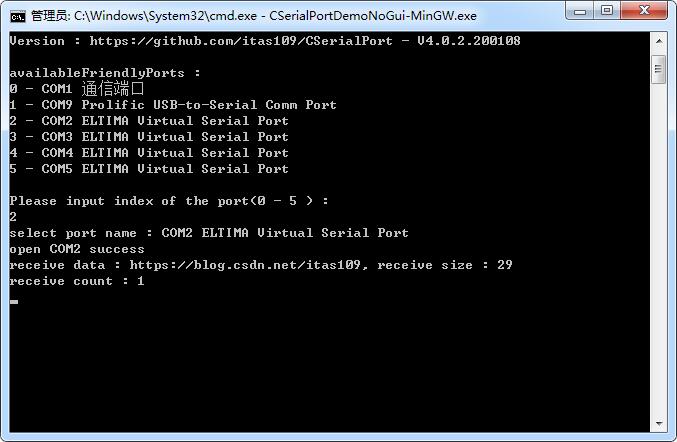 管理员: C:\Windows\System32\cmd.exe - CSerialPortDemoNoGui-MinGW.exe
Version : https://github.com/itas109/CSerialPort - V4.0.2.200108
availableFriendlyPorts :
0 - COM1 通信端口
1 - COM9 Prolific USB-to-Serial Comm Port
2 - COM2 ELTIMA Virtual Serial Port
3 - COM3 ELTIMA Virtual Serial Port
4 - COM4 ELTIMA Virtual Serial Port
5 - COM5 ELTIMA Virtual Serial Port
Please input index of the port(0 - 5 ) :
2
select port name : COM2 ELTIMA Virtual Serial Port
open COM2 success
receive data : https://blog.csdn.net/itas109, receive size : 29
receive count : 1